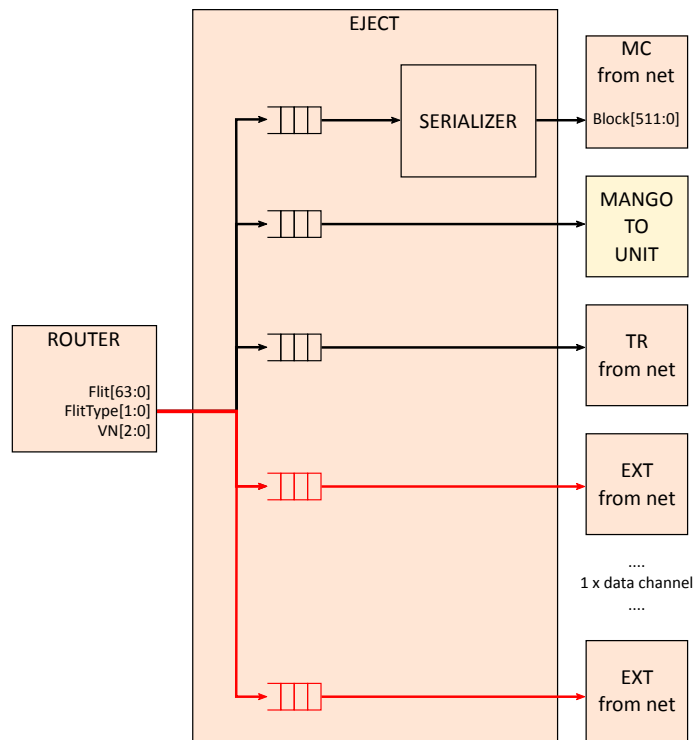 EJECT
MC
from net
Block[511:0]
SERIALIZER
MANGO
TO
UNIT
ROUTER
Flit[63:0]
FlitType[1:0]
VN[2:0]
TR
from net
EXT
from net
....
1 x data channel
....
EXT
from net